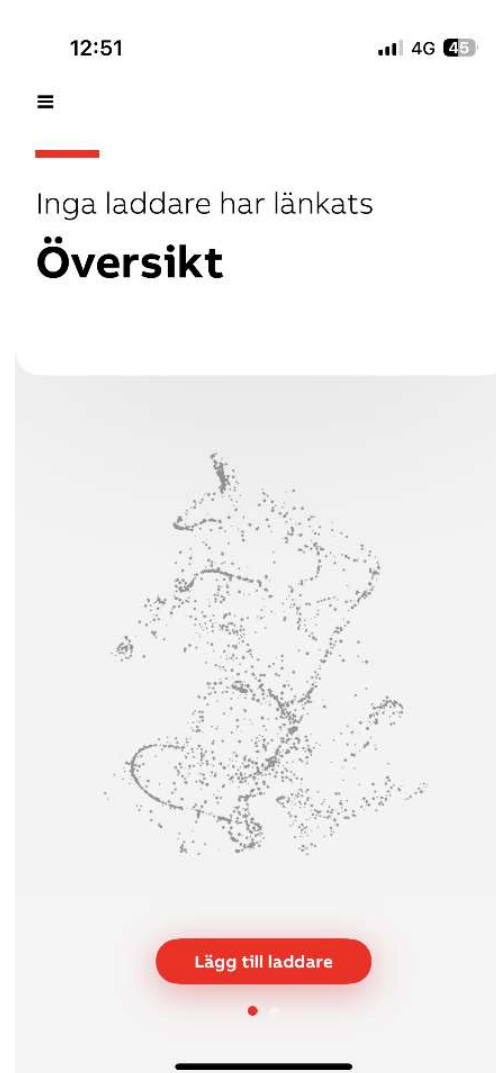 12:51
4G 45
Inga laddare har länkats
Översikt
Lägg till laddare